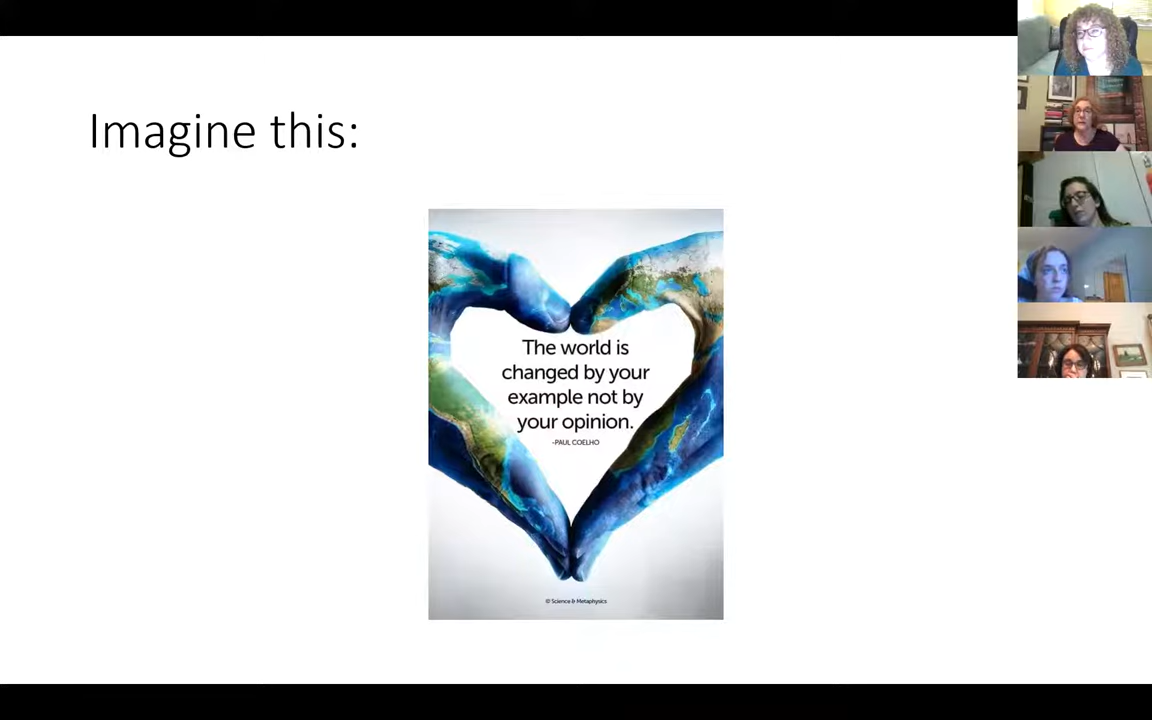 Imagine this:
The world is
changed by your
example not by
your opinion.
-PAUL COELHO
© Science & Metaphysics